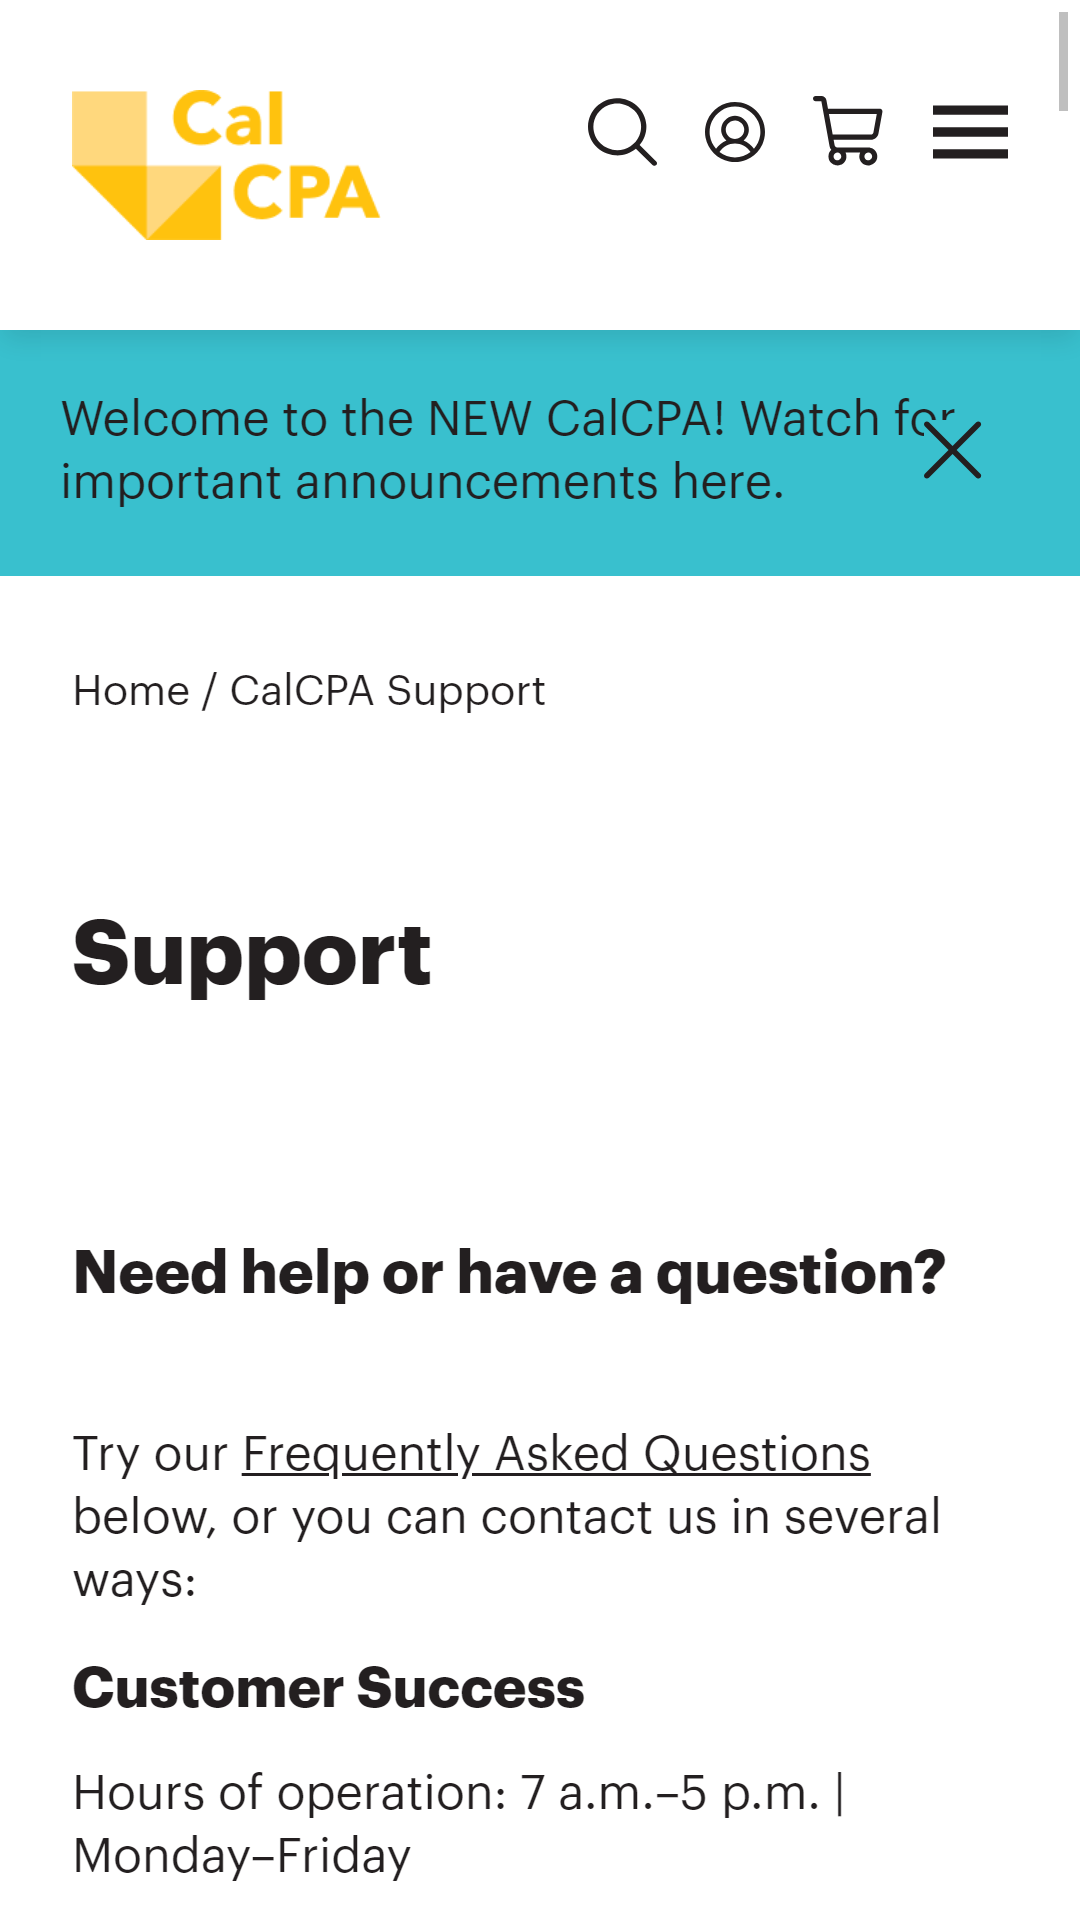 Cal
CPA
Welcome to the NEW CalCPA! Watch for
important announcements here.
Home / CalCPA Support
Support
Need help or have a question?
Try our Frequently Asked Questions
below, or you can contact us in several
ways:
Customer Success
Hours of operation: 7 a.m.–5 p.m. |
Monday–Friday